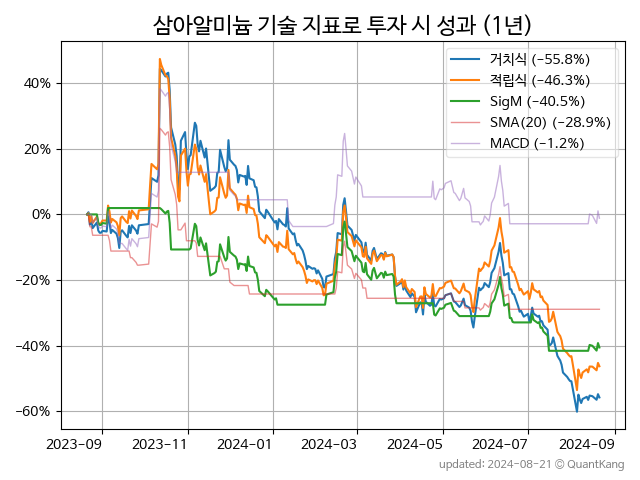 삼아알미늄 기술 지표로 투자 시 성과 (1년)
거치식 (−55.8%)
적립식 (−46.3%)
SigM (−40.5%)
SMA(20) (−28.9%)
MACD (−1.2%)
40%
20%
0%
−20%
−40%
−60%
2023-09 2023-11 2024-01 2024-03 2024-05 2024-07 2024-09
updated: 2024-08-21 © QuantKang